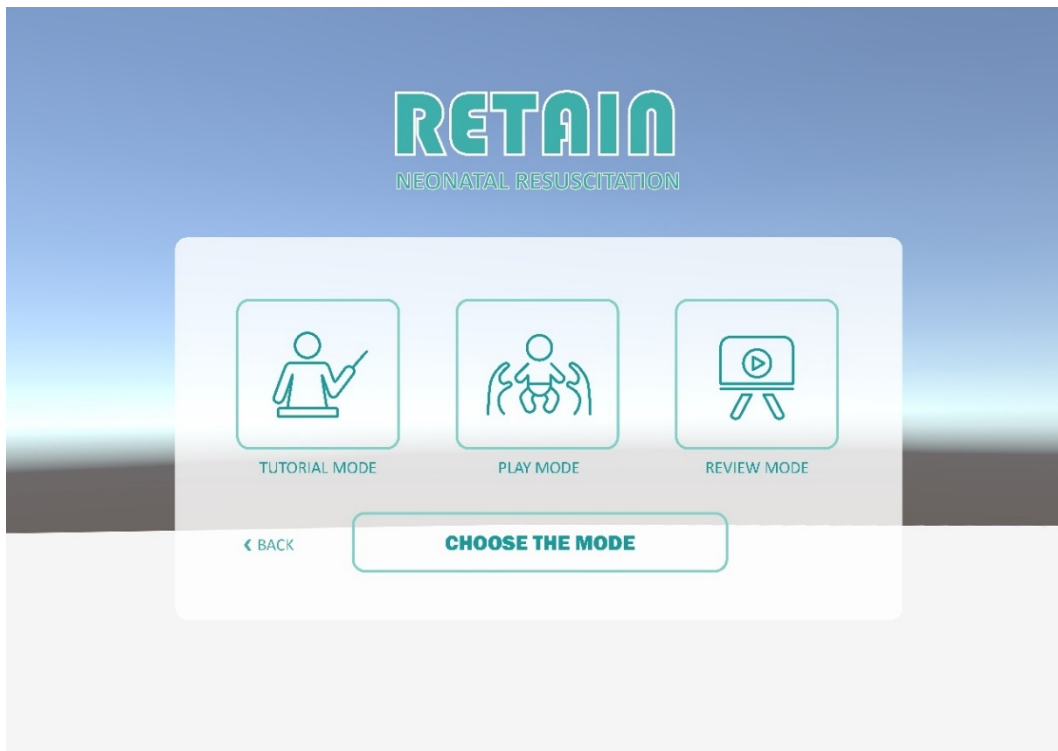 RETAIN
NEONATAL RESUSCITATION
TUTORIAL MODE
PLAY MODE
REVIEW MODE
❮ BACK
CHOOSE THE MODE